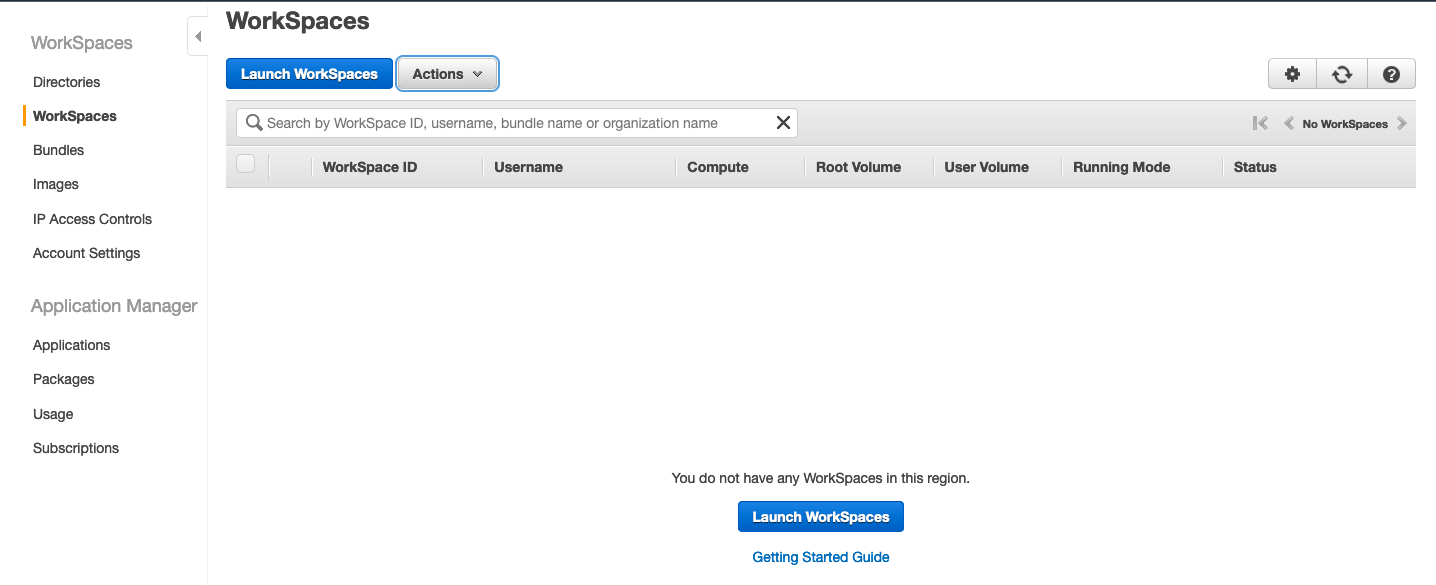 WorkSpaces
Directories
WorkSpaces
Bundles
Images
IP Access Controls
Account Settings
Application Manager
Applications
Packages
Usage
Subscriptions
WorkSpaces
Launch WorkSpaces Actions
Search by WorkSpace ID, username, bundle name or organization name
No WorkSpaces
WorkSpace ID Username Compute Root Volume User Volume Running Mode Status
You do not have any WorkSpaces in this region.
Launch WorkSpaces
Getting Started Guide